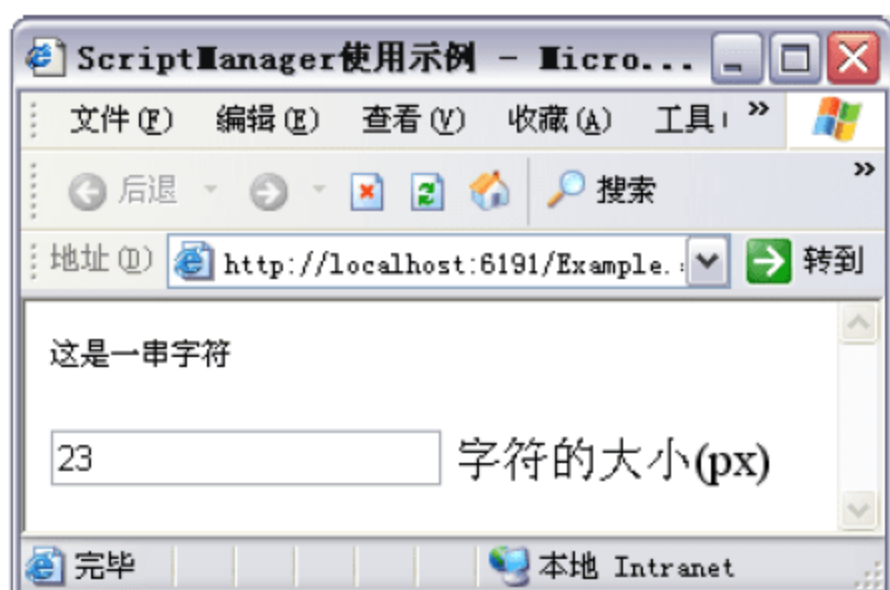 ScriptManager使用示例 - Micro...
文件(F) 编辑(E) 查看(V) 收藏(A) 工具 »
后退 搜索 »
地址(D) http://localhost:6191/Example. 转到
这是一串字符
23 字符的大小(px)
完毕 本地 Intranet